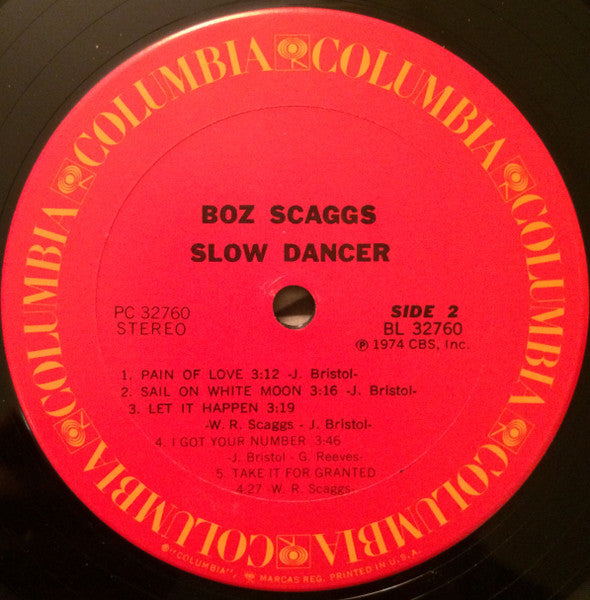 COLUMBIA COLUMBIA COLUMBIA COLUMBIA COLUMBIA COLUMBIA
BOZ SCAGGS
SLOW DANCER
PC 32760
STEREO
SIDE 2
BL 32760
℗ 1974 CBS, Inc.
1. PAIN OF LOVE 3:12 -J. Bristol-
2. SAIL ON WHITE MOON 3:16 -J. Bristol-
3. LET IT HAPPEN 3:19
-W. R. Scaggs - J. Bristol-
4. I GOT YOUR NUMBER 3:46
-J. Bristol - G. Reeves-
5. TAKE IT FOR GRANTED
4:27 -W. R. Scaggs-
®"COLUMBIA", MARCAS REG. PRINTED IN U.S.A.